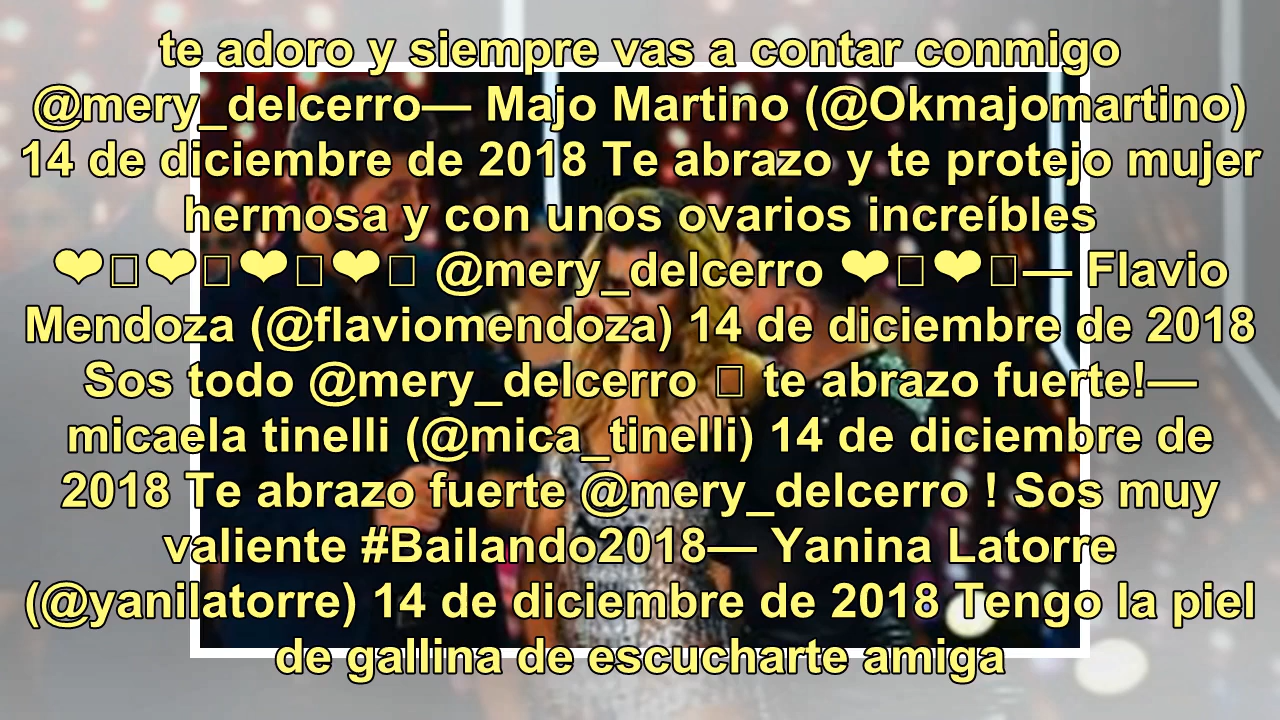 te adoro y siempre vas a contar conmigo
@mery_delcerro— Majo Martino (@Okmajomartino)
14 de diciembre de 2018 Te abrazo y te protejo mujer
hermosa y con unos ovarios increíbles
❤□❤□❤□❤□ @mery_delcerro ❤□❤□— Flavio
Mendoza (@flaviomendoza) 14 de diciembre de 2018
Sos todo @mery_delcerro □ te abrazo fuerte!—
micaela tinelli (@mica_tinelli) 14 de diciembre de
2018 Te abrazo fuerte @mery_delcerro ! Sos muy
valiente #Bailando2018— Yanina Latorre
(@yanilatorre) 14 de diciembre de 2018 Tengo la piel
de gallina de escucharte amiga